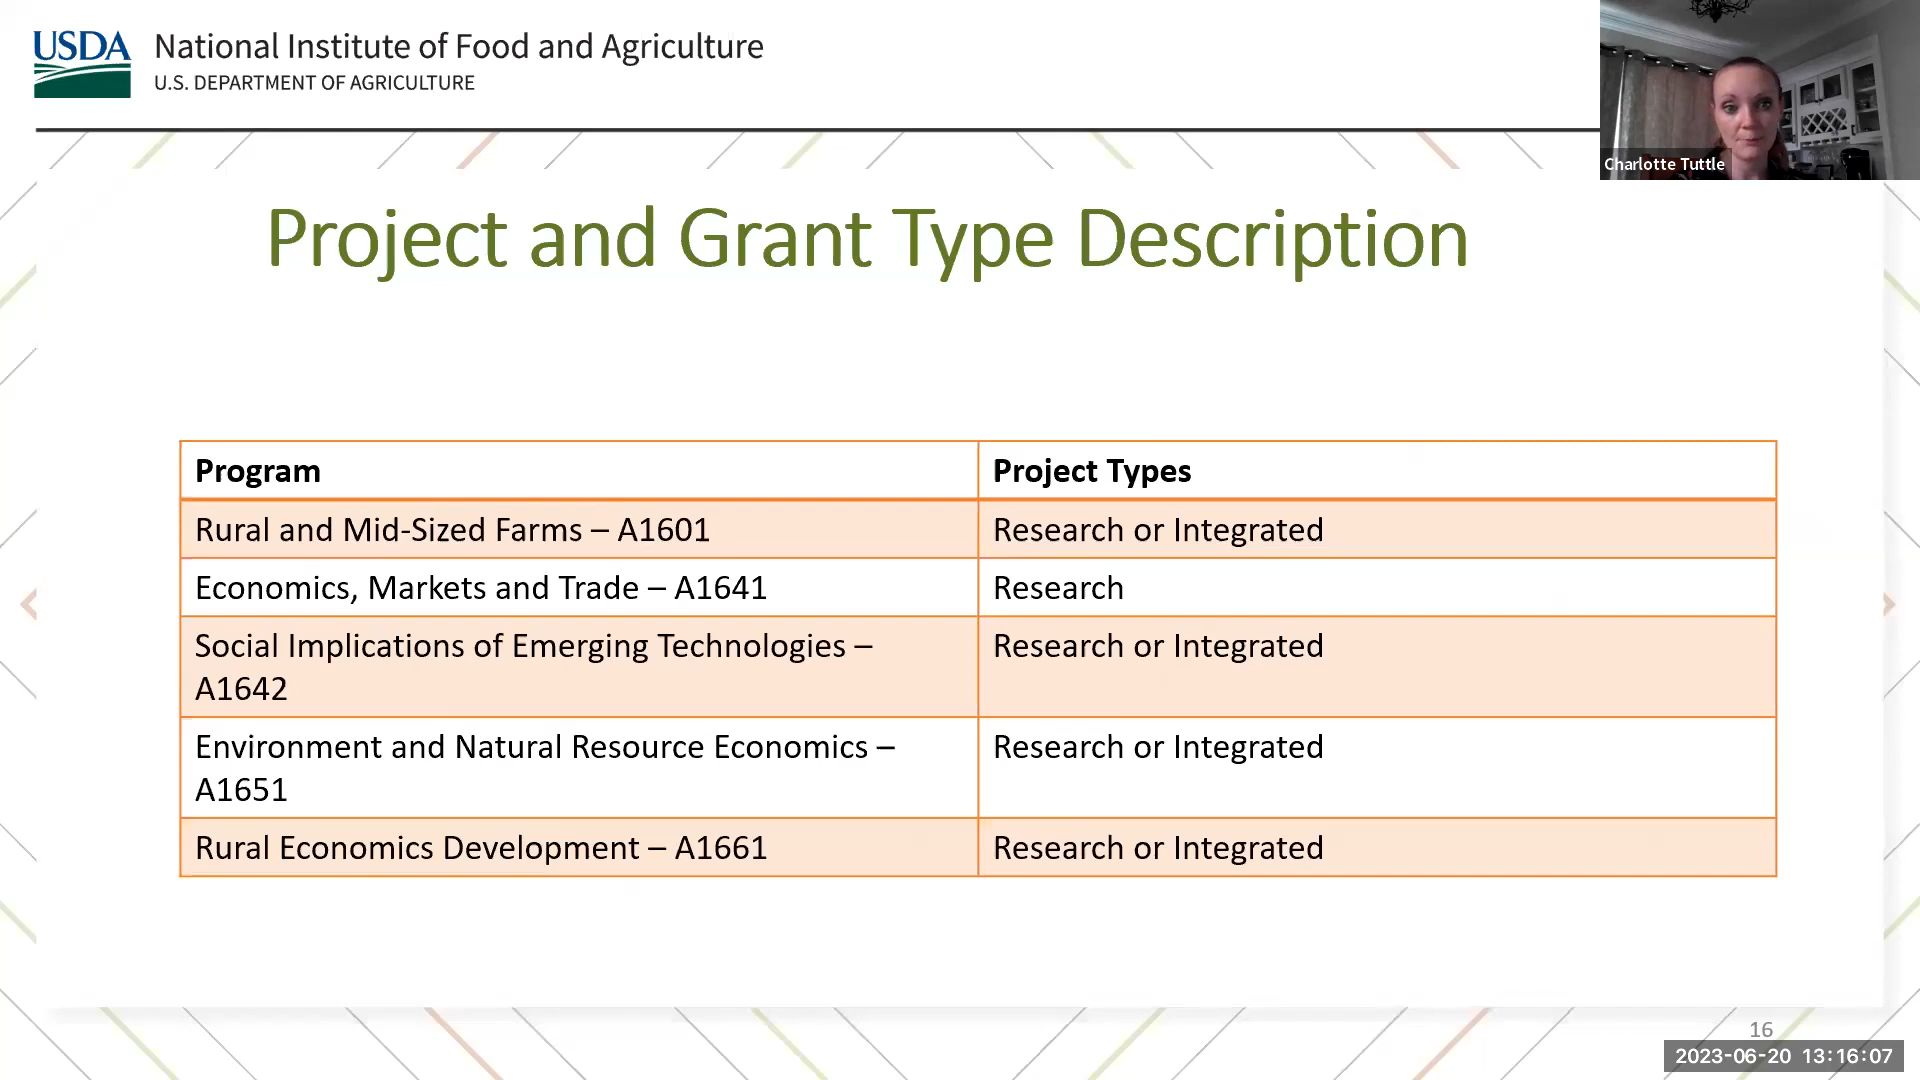 USDA
National Institute of Food and Agriculture
U.S. DEPARTMENT OF AGRICULTURE
Charlotte Tuttle
Project and Grant Type Description
Program
Project Types
Rural and Mid-Sized Farms – A1601
Research or Integrated
Economics, Markets and Trade – A1641
Research
Social Implications of Emerging Technologies –
A1642
Research or Integrated
Environment and Natural Resource Economics –
A1651
Research or Integrated
Rural Economics Development – A1661
Research or Integrated
16
2023-06-20 13:16:07